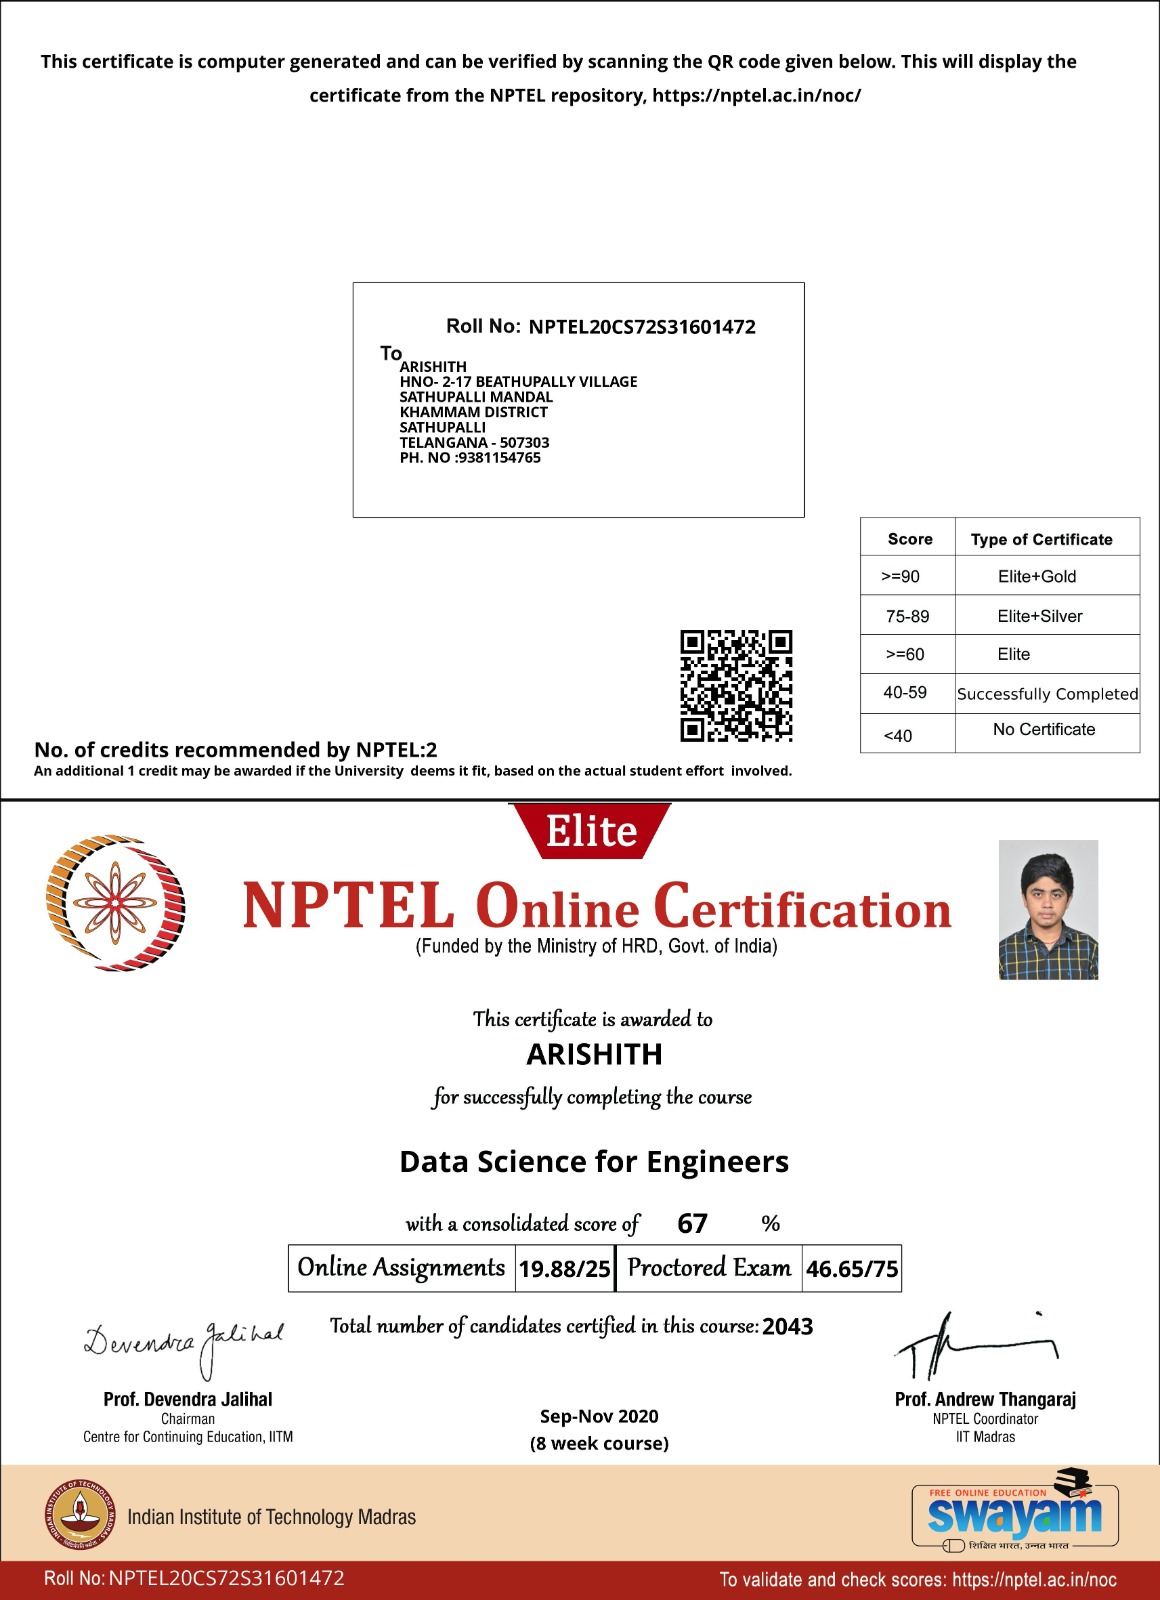 This certificate is computer generated and can be verified by scanning the QR code given below. This will display the
certificate from the NPTEL repository, https://nptel.ac.in/noc/
Roll No: NPTEL20CS72S31601472
To
ARISHITH
HNO- 2-17 BEATHUPALLY VILLAGE
SATHUPALLI MANDAL
KHAMMAM DISTRICT
SATHUPALLI
TELANGANA - 507303
PH. NO :9381154765
Score Type of Certificate
>=90 Elite+Gold
75-89 Elite+Silver
>=60 Elite
40-59 Successfully Completed
<40 No Certificate
No. of credits recommended by NPTEL:2
An additional 1 credit may be awarded if the University deems it fit, based on the actual student effort involved.
Elite
NPTEL Online Certification
(Funded by the Ministry of HRD, Govt. of India)
This certificate is awarded to
ARISHITH
for successfully completing the course
Data Science for Engineers
with a consolidated score of 67 %
Online Assignments 19.88/25 Proctored Exam 46.65/75
Total number of candidates certified in this course: 2043
Devendra Jalihal
Prof. Devendra Jalihal
Chairman
Centre for Continuing Education, IITM
Sep-Nov 2020
(8 week course)
Prof. Andrew Thangaraj
NPTEL Coordinator
IIT Madras
INDIAN INSTITUTE OF TECHNOLOGY MADRAS
Indian Institute of Technology Madras
FREE ONLINE EDUCATION
swayam
शिक्षित भारत, उन्नत भारत
Roll No: NPTEL20CS72S31601472
To validate and check scores: https://nptel.ac.in/noc